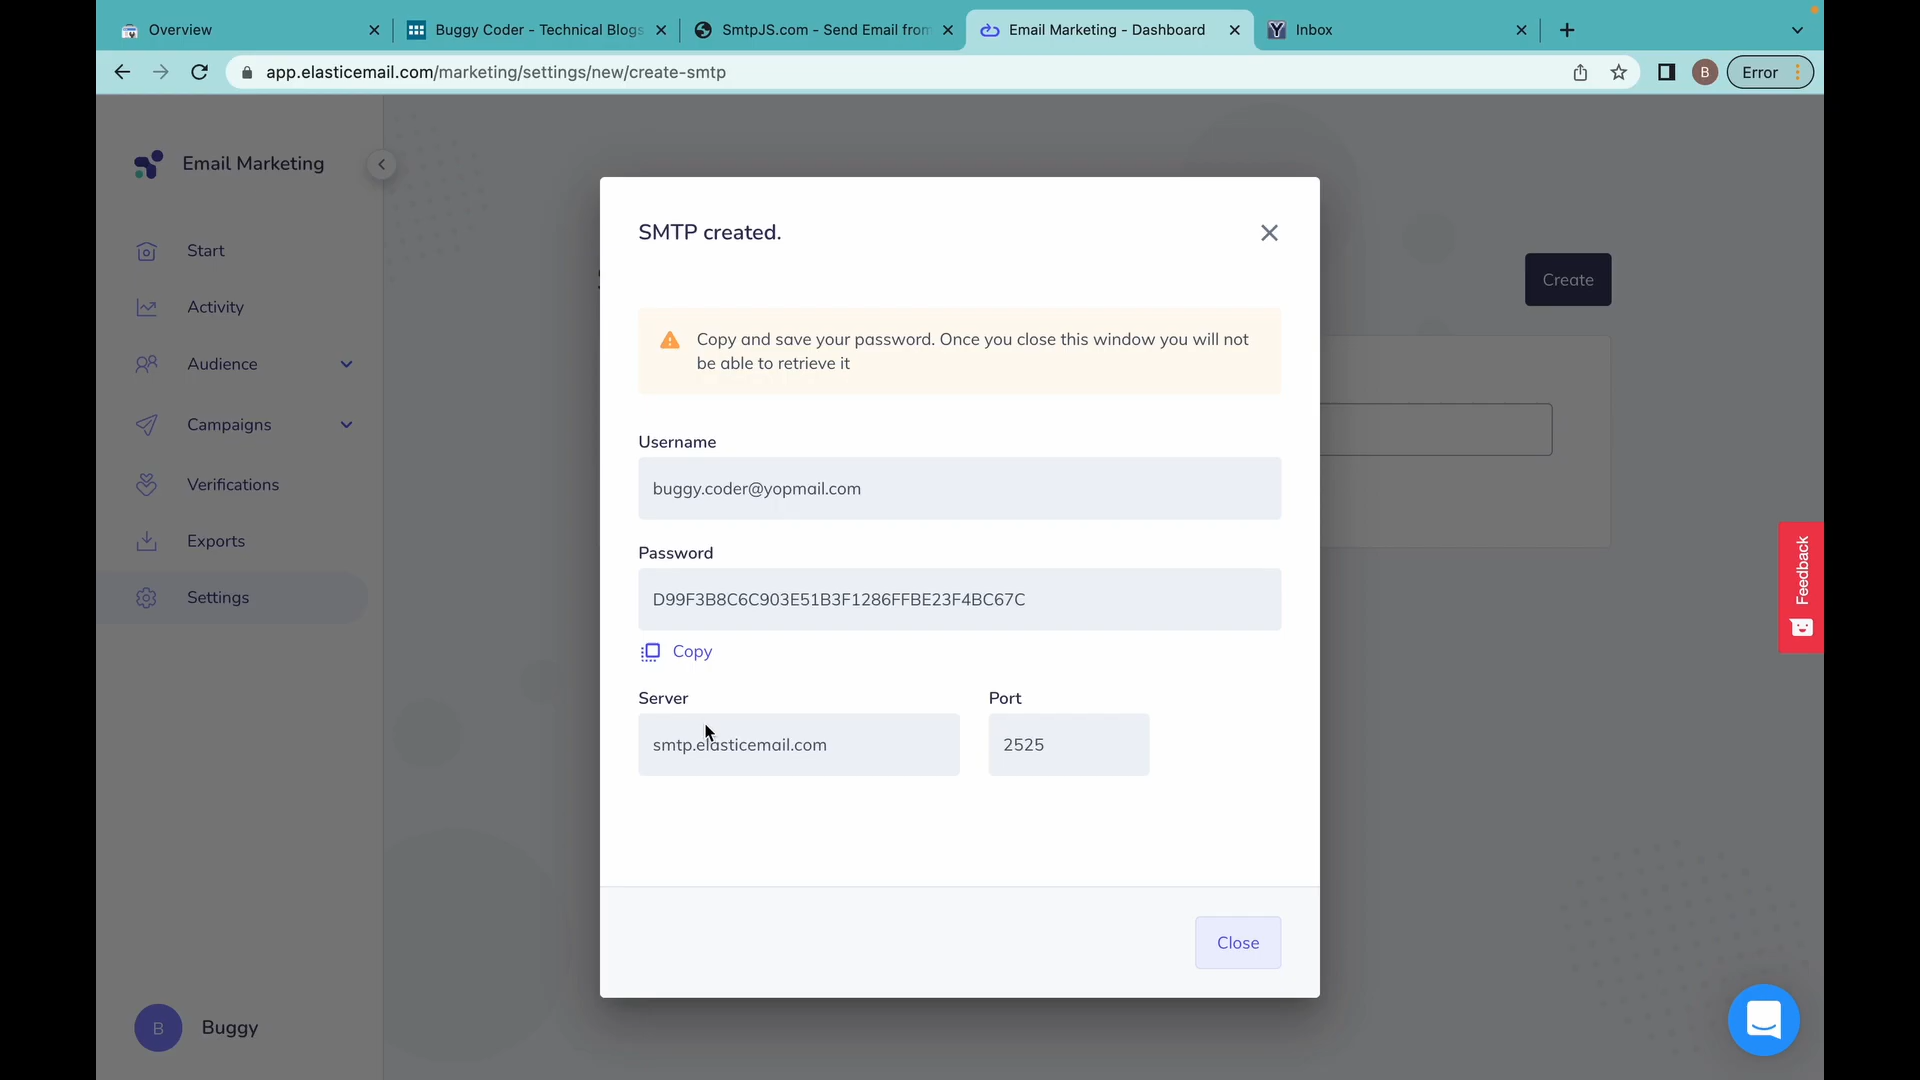 Overview
Buggy Coder - Technical Blogs
SmtpJS.com - Send Email from
Email Marketing - Dashboard
Inbox
app.elasticemail.com/marketing/settings/new/create-smtp
B
Error
Email Marketing
Start
Activity
Audience
Campaigns
Verifications
Exports
Settings
B
Buggy
Create
SMTP created.
Copy and save your password. Once you close this window you will not
be able to retrieve it
Username
buggy.coder@yopmail.com
Password
D99F3B8C6C903E51B3F1286FFBE23F4BC67C
Copy
Server
Port
smtp.elasticemail.com
2525
Close
Feedback